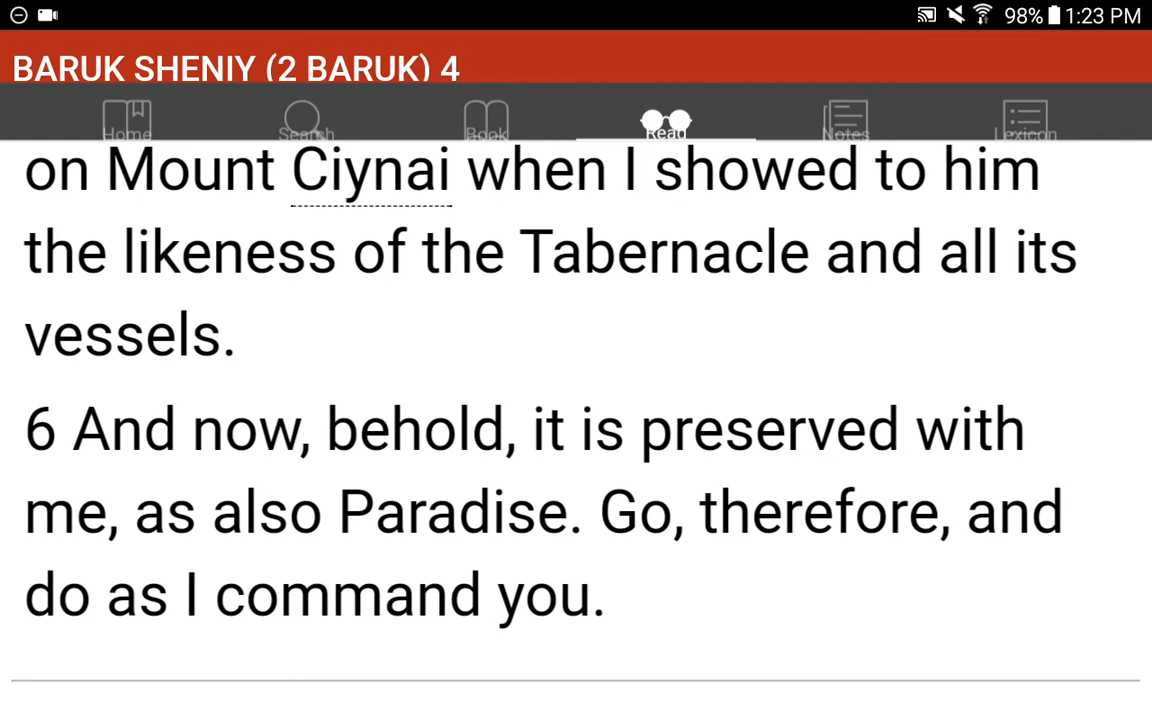 98% 1:23 PM
BARUK SHENIY (2 BARUK) 4
Home Search Book Read Notes Lexicon
on Mount Ciynai when I showed to him
the likeness of the Tabernacle and all its
vessels.
6 And now, behold, it is preserved with
me, as also Paradise. Go, therefore, and
do as I command you.